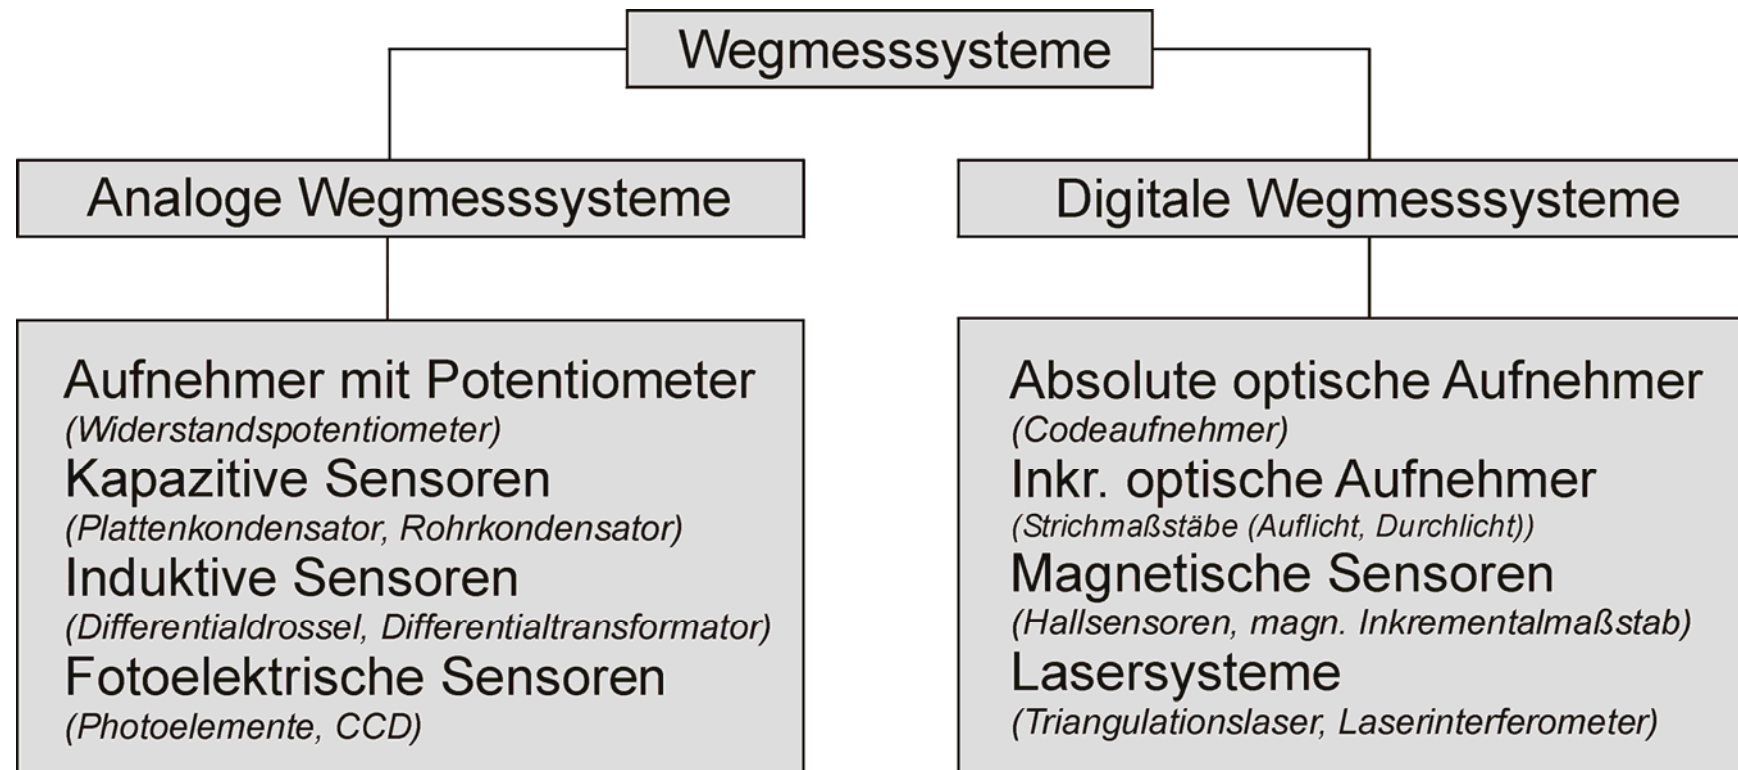 Wegmesssysteme
Analoge Wegmesssysteme
Aufnehmer mit Potentiometer
(Widerstandspotentiometer)
Kapazitive Sensoren
(Plattenkondensator, Rohrkondensator)
Induktive Sensoren
(Differentialdrossel, Differentialtransformator)
Fotoelektrische Sensoren
(Photoelemente, CCD)
Digitale Wegmesssysteme
Absolute optische Aufnehmer
(Codeaufnehmer)
Inkr. optische Aufnehmer
(Strichmaßstäbe (Auflicht, Durchlicht))
Magnetische Sensoren
(Hallsensoren, magn. Inkrementalmaßstab)
Lasersysteme
(Triangulationslaser, Laserinterferometer)